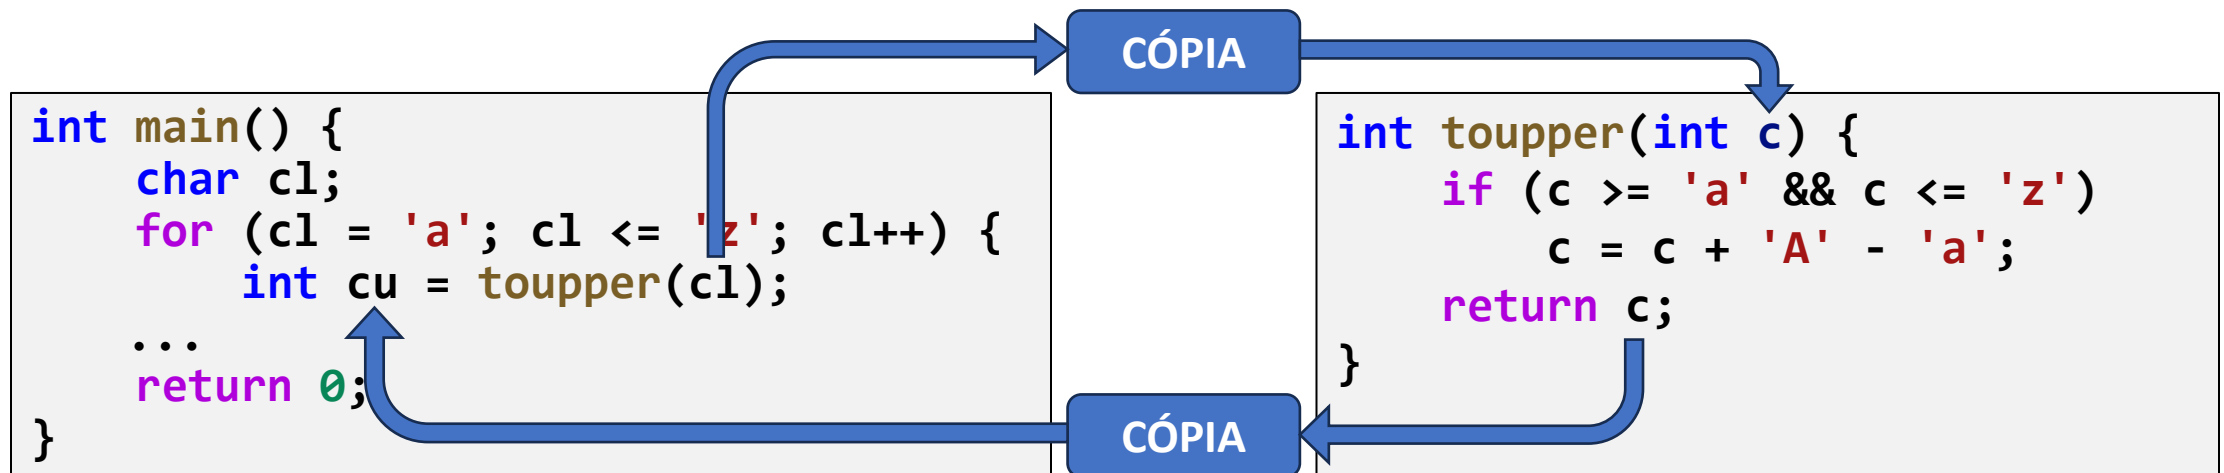 CÓPIA
int main() {
    char cl;
    for (cl = 'a'; cl <= 'z'; cl++) {
        int cu = toupper(cl);
    ...
    return 0;
}
int toupper(int c) {
    if (c >= 'a' && c <= 'z')
        c = c + 'A' - 'a';
    return c;
}
CÓPIA